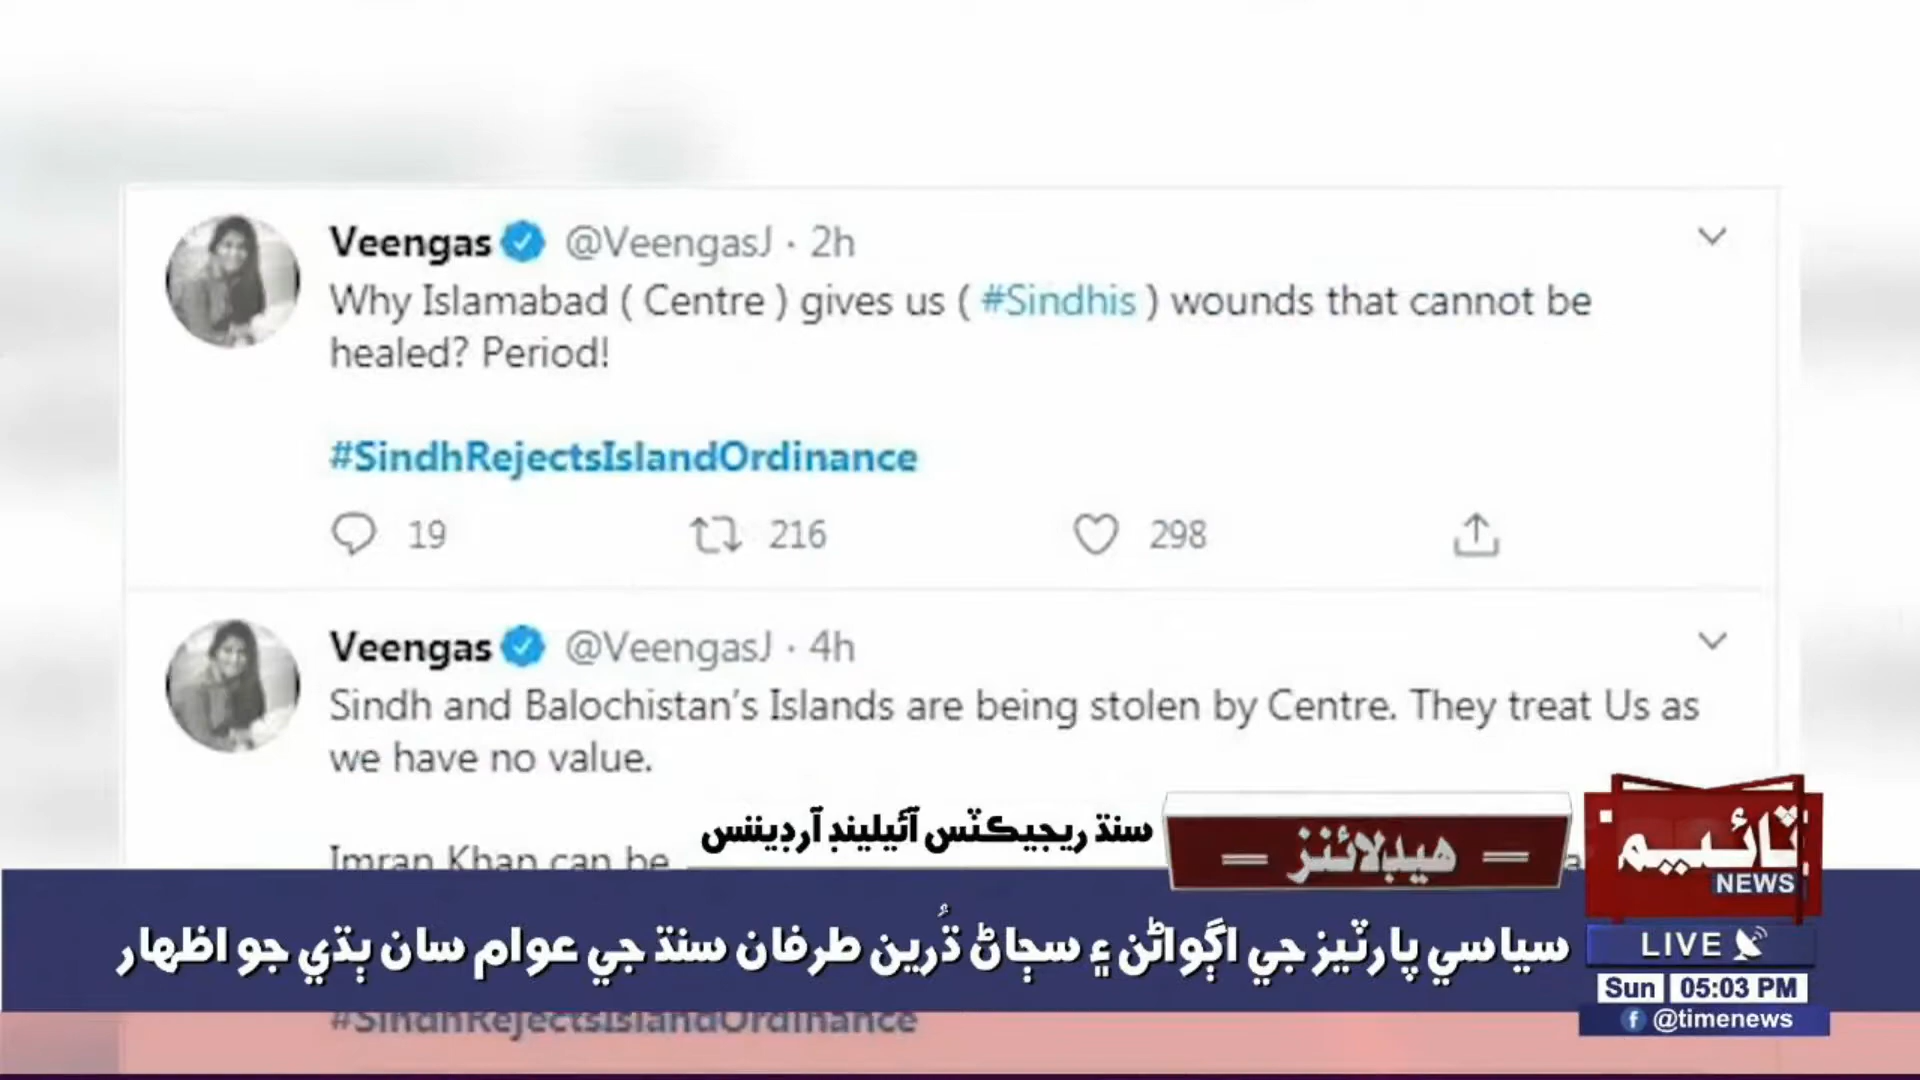 Veengas @VeengasJ · 2h
Why Islamabad ( Centre ) gives us ( #Sindhis ) wounds that cannot be
healed? Period!
#SindhRejectsIslandOrdinance
19 216 298
Veengas @VeengasJ · 4h
Sindh and Balochistan's Islands are being stolen by Centre. They treat Us as
we have no value.
Imran Khan can be
سنڌ ريجيڪٽس آئيلينڊ آرڊيننس
هيڊلائنز
ٽائيم
NEWS
سياسي پارٽيز جي اڳواڻن ۽ سڄاڻ ڌُرين طرفان سنڌ جي عوام سان ٻڌي جو اظهار
LIVE
Sun 05:03 PM
@timenews
#SindhRejectsIslandOrdinance